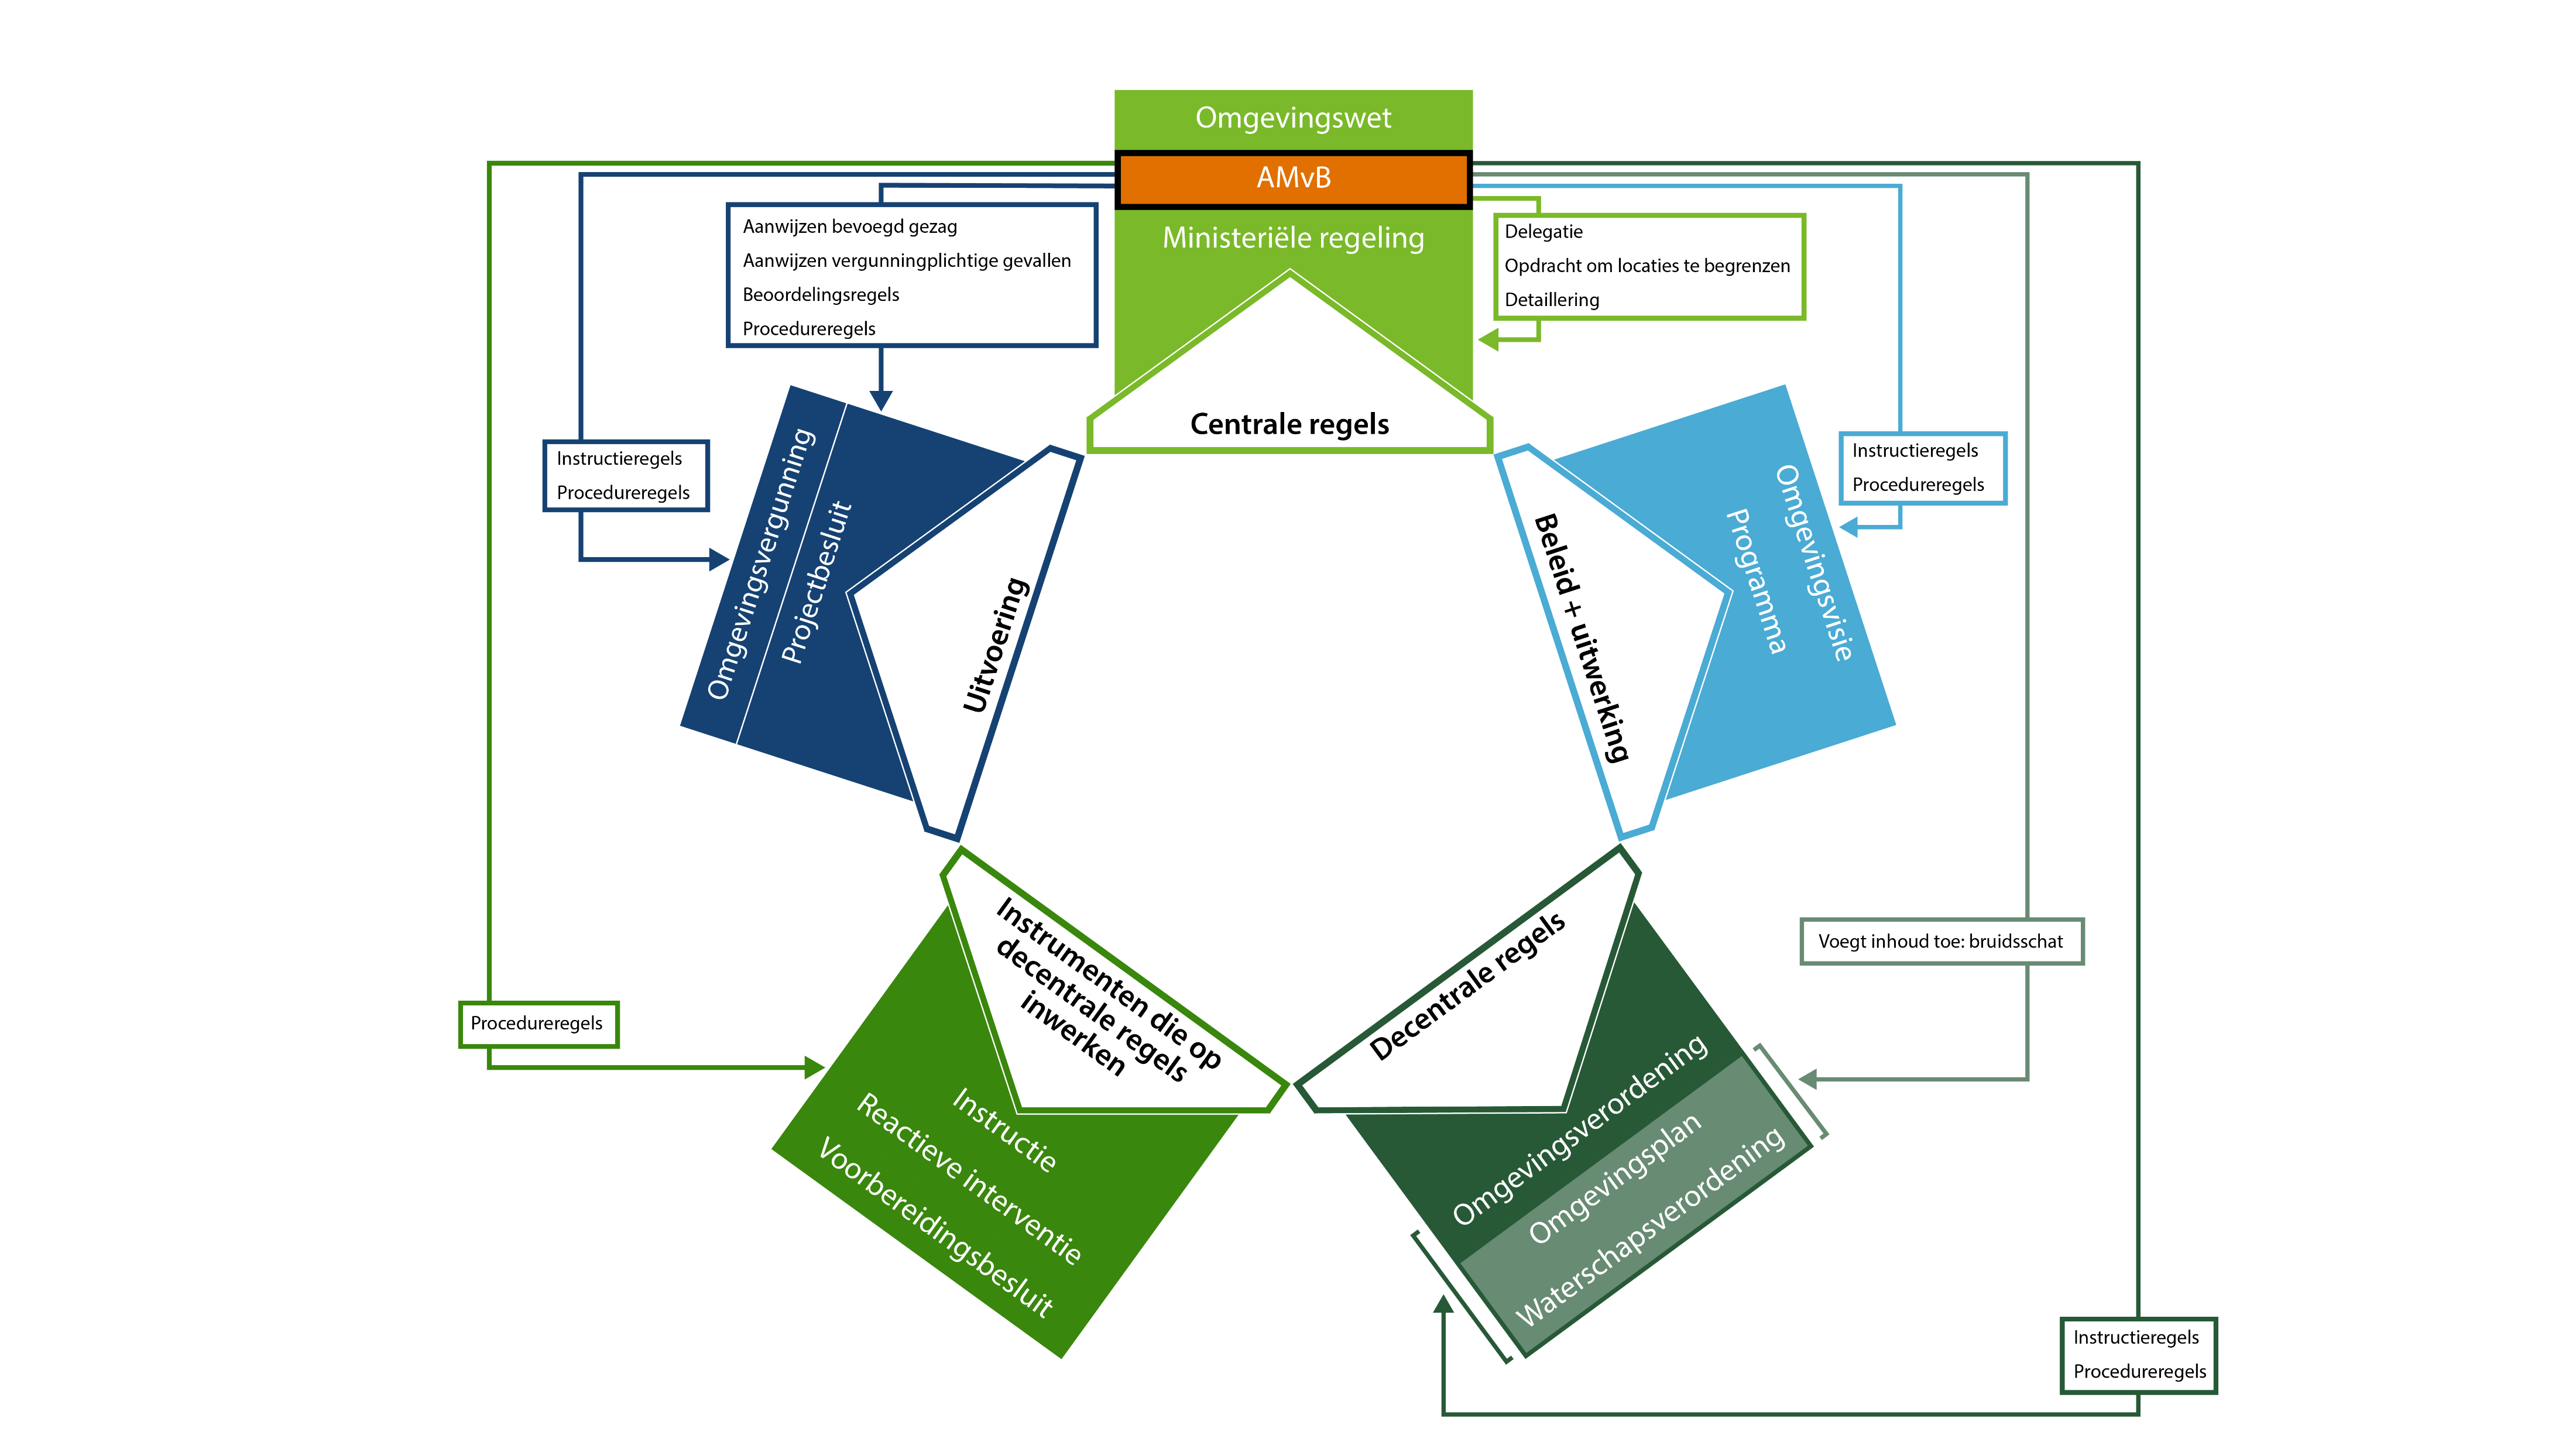 Omgevingswet
AMvB
Ministeriële regeling
Centrale regels
Aanwijzen bevoegd gezag
Aanwijzen vergunningplichtige gevallen
Beoordelingsregels
Procedureregels
Delegatie
Opdracht om locaties te begrenzen
Detaillering
Instructieregels
Procedureregels
Omgevingsvergunning
Projectbesluit
Uitvoering
Beleid + uitwerking
Programma
Omgevingsvisie
Instructieregels
Procedureregels
Voegt inhoud toe: bruidsschat
Procedureregels
Instrumenten die op
decentrale regels
inwerken
Instructie
Reactieve interventie
Voorbereidingsbesluit
Decentrale regels
Omgevingsverordening
Omgevingsplan
Waterschapsverordening
Instructieregels
Procedureregels